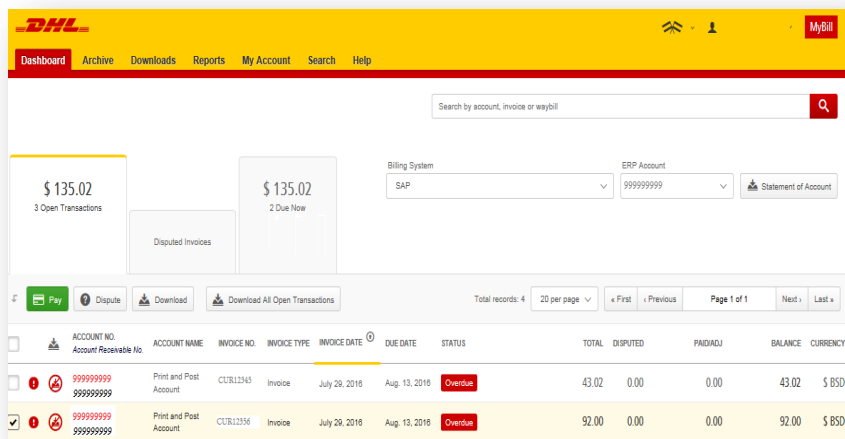 DHL
MyBill
Dashboard Archive Downloads Reports My Account Search Help
Search by account, invoice or waybill
Billing System ERP Account
$ 135.02 $ 135.02 SAP 999999999 Statement of Account
3 Open Transactions 2 Due Now
Disputed Invoices
Pay Dispute Download Download All Open Transactions Total records: 4 20 per page « First ‹ Previous Page 1 of 1 Next › Last »
ACCOUNT NO. ACCOUNT NAME INVOICE NO. INVOICE TYPE INVOICE DATE DUE DATE STATUS TOTAL DISPUTED PAID/ADJ BALANCE CURRENCY
Account Receivable No.
999999999 Print and Post CUR12345 Invoice July 29, 2016 Aug. 13, 2016 Overdue 43.02 0.00 0.00 43.02 $ BSD
999999999 Account
999999999 Print and Post CUR12356 Invoice July 29, 2016 Aug. 13, 2016 Overdue 92.00 0.00 0.00 92.00 $ BSD
999999999 Account